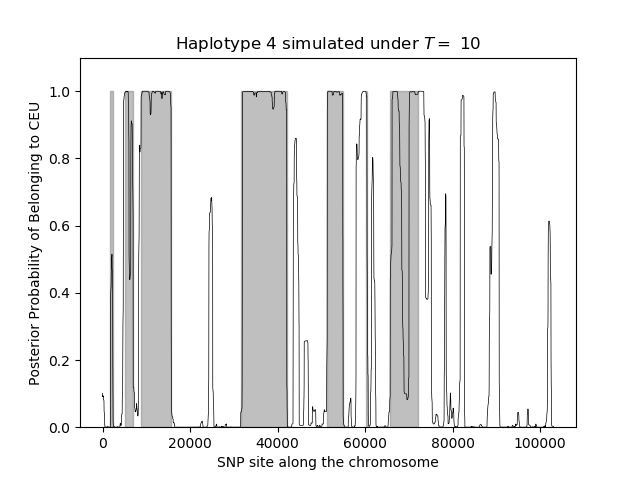 Haplotype 4 simulated under T = 10
Posterior Probability of Belonging to CEU
1.0
0.8
0.6
0.4
0.2
0.0
0 20000 40000 60000 80000 100000
SNP site along the chromosome